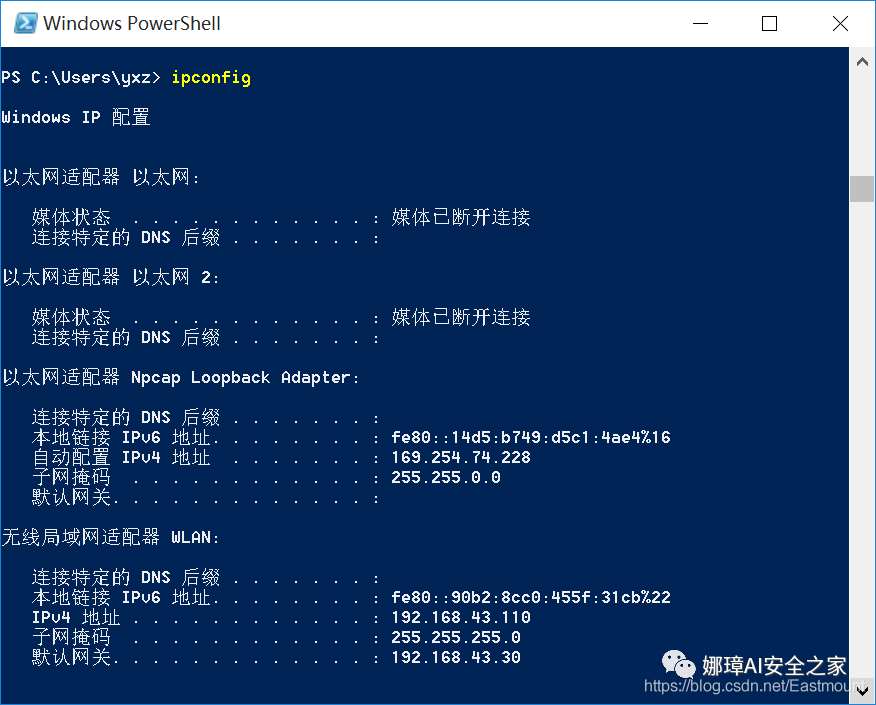 Windows PowerShell
PS C:\Users\yxz> ipconfig
Windows IP 配置
以太网适配器 以太网:
媒体状态 . . . . . . . . . . . . : 媒体已断开连接
连接特定的 DNS 后缀 . . . . . . . :
以太网适配器 以太网 2:
媒体状态 . . . . . . . . . . . . : 媒体已断开连接
连接特定的 DNS 后缀 . . . . . . . :
以太网适配器 Npcap Loopback Adapter:
连接特定的 DNS 后缀 . . . . . . . :
本地链接 IPv6 地址. . . . . . . . : fe80::14d5:b749:d5c1:4ae4%16
自动配置 IPv4 地址 . . . . . . . : 169.254.74.228
子网掩码 . . . . . . . . . . . . : 255.255.0.0
默认网关. . . . . . . . . . . . . :
无线局域网适配器 WLAN:
连接特定的 DNS 后缀 . . . . . . . :
本地链接 IPv6 地址. . . . . . . . : fe80::90b2:8cc0:455f:31cb%22
IPv4 地址 . . . . . . . . . . . . : 192.168.43.110
子网掩码 . . . . . . . . . . . . : 255.255.255.0
默认网关. . . . . . . . . . . . . : 192.168.43.30
娜璋AI安全之家
https://blog.csdn.net/Eastmount